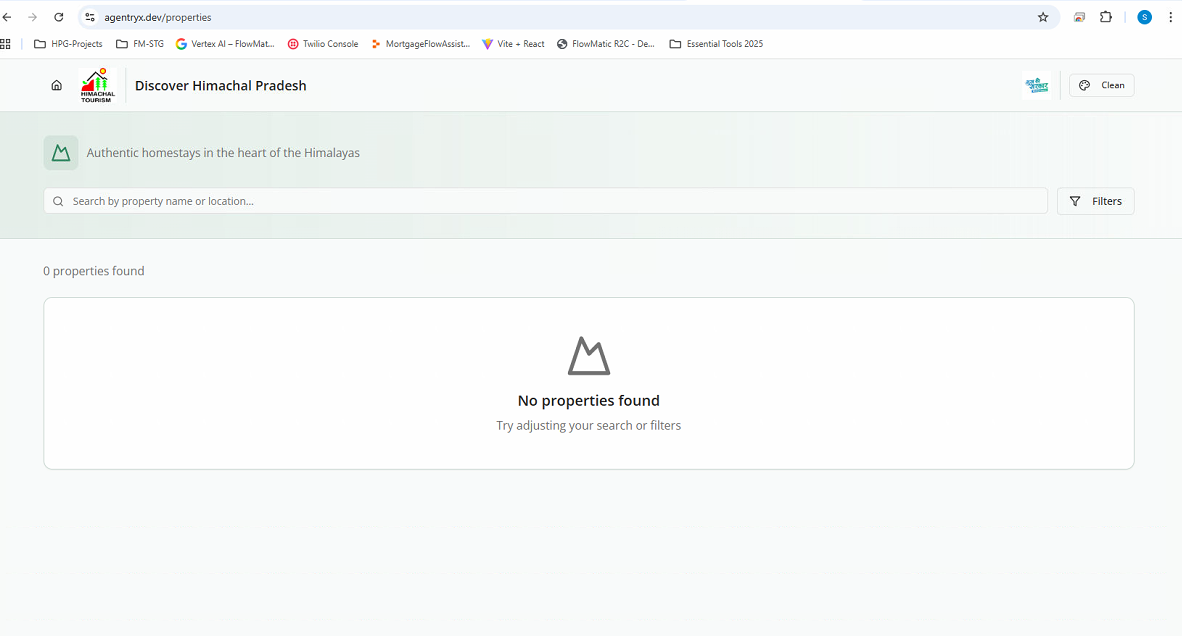 agentryx.dev/properties
S
HPG-Projects
FM-STG
Vertex AI – FlowMat...
Twilio Console
MortgageFlowAssist...
Vite + React
FlowMatic R2C - De...
Essential Tools 2025
HIMACHAL
TOURISM
Discover Himachal Pradesh
Clean
Authentic homestays in the heart of the Himalayas
Search by property name or location...
Filters
0 properties found
No properties found
Try adjusting your search or filters